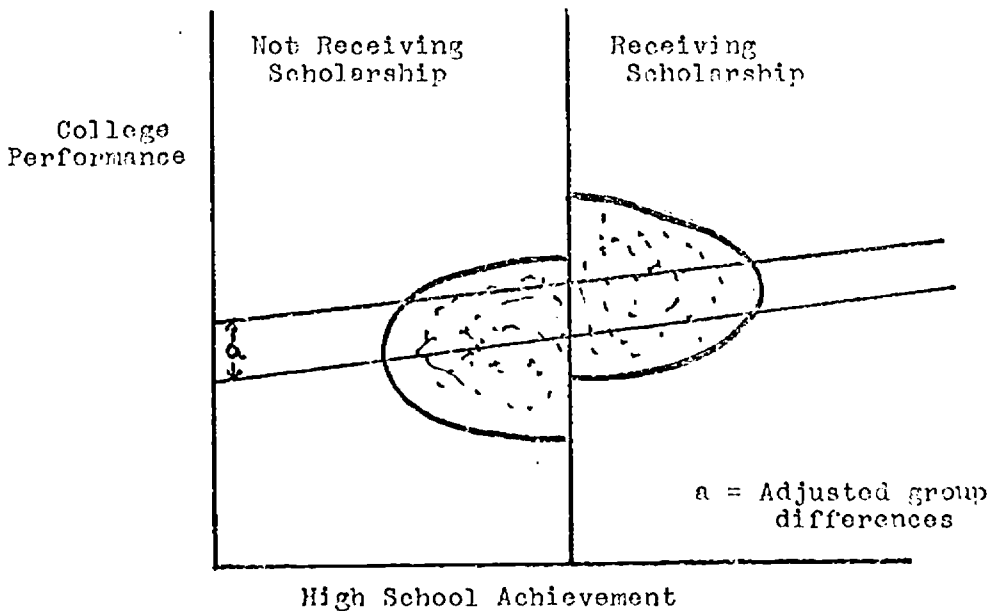 Not Receiving
Scholarship
Receiving
Scholarship
College
Performance
a
a = Adjusted group
differences
High School Achievement